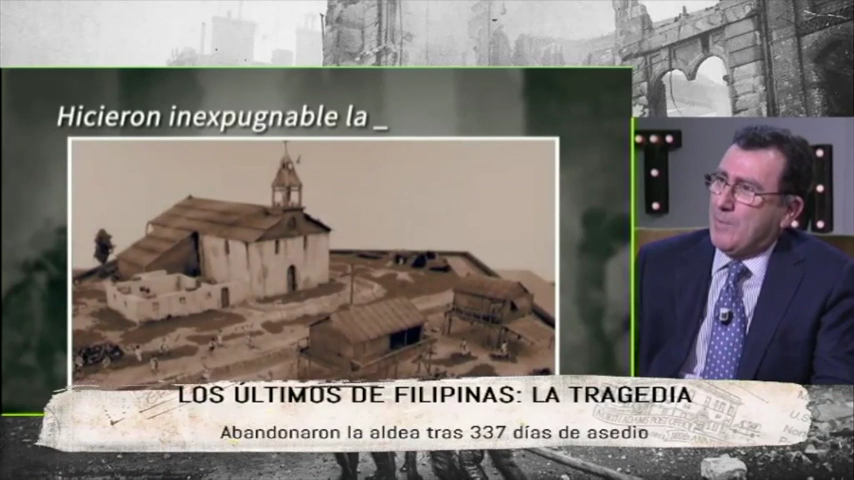 Hicieron inexpugnable la _
LOS ÚLTIMOS DE FILIPINAS: LA TRAGEDIA
Abandonaron la aldea tras 337 días de asedio